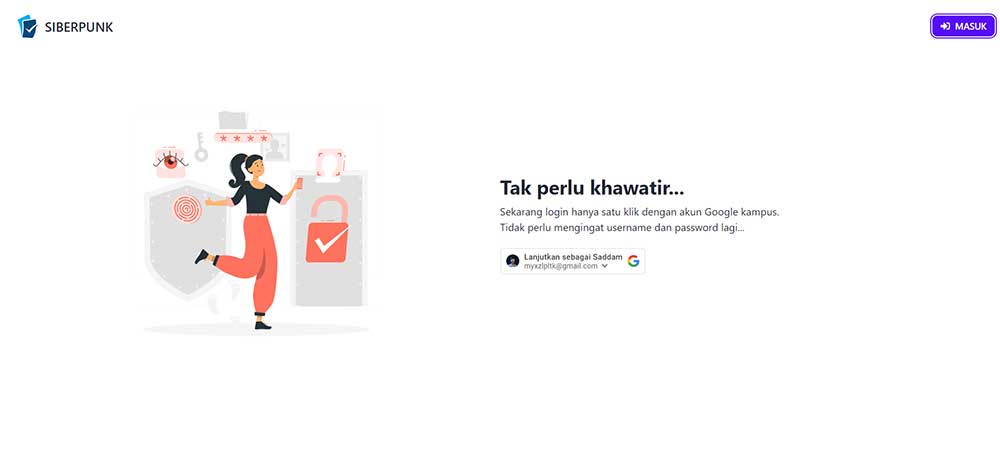 SIBERPUNK
MASUK
Tak perlu khawatir...
Sekarang login hanya satu klik dengan akun Google kampus.
Tidak perlu mengingat username dan password lagi...
Lanjutkan sebagai Saddam
myxzlpltk@gmail.com